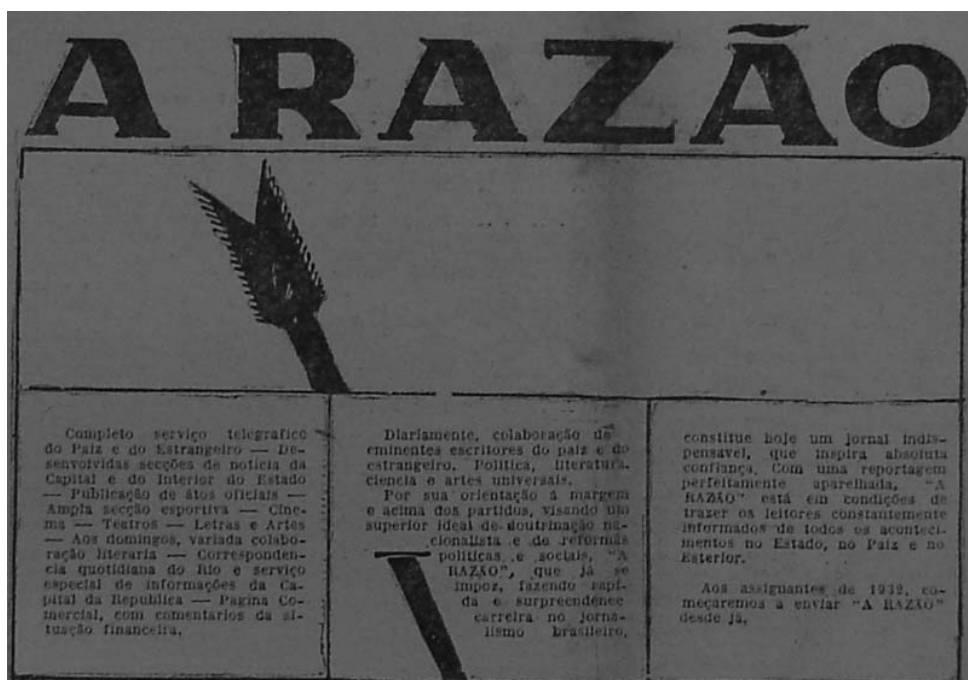 A RAZÃO
Completo serviço telegrafico
do Paiz e do Estrangeiro — De-
senvolvidas secções de noticia da
Capital e do Interior do Estado
— Publicação de átos oficiais —
Ampla secção esportiva — Cine-
ma — Teatros — Letras e Artes
— Aos domingos, variada colabo-
ração literaria — Correspondên-
cia quotidiana do Rio e serviço
especial de informações da Ca-
pital da Republica — Pagina Co-
mercial, com comentarios da si-
tuação financeira.
Diariamente, colaboração de
eminentes escritores do paiz e do
estrangeiro. Politica, literatura,
ciencia e artes universais.
Por sua orientação á margem
e acima dos partidos, visando um
superior ideal de doutrinação na-
cionalista e de reformas
políticas e sociais, "A
RAZÃO", que já se
impoz, fazendo rapi-
da e surpreendence
carreira no jorna-
lismo brasileiro,
constitue hoje um jornal indis-
pensavel, que inspira absoluta
confiança. Com uma reportagem
perfeitamente aparelhada, "A
RAZÃO" está em condições de
trazer os leitores constantemente
informados de todos os aconteci-
mentos no Estado, no Paiz e no
Esterior.
Aos assignantes de 1932, co-
meçaremos a enviar "A RAZÃO"
desde já.